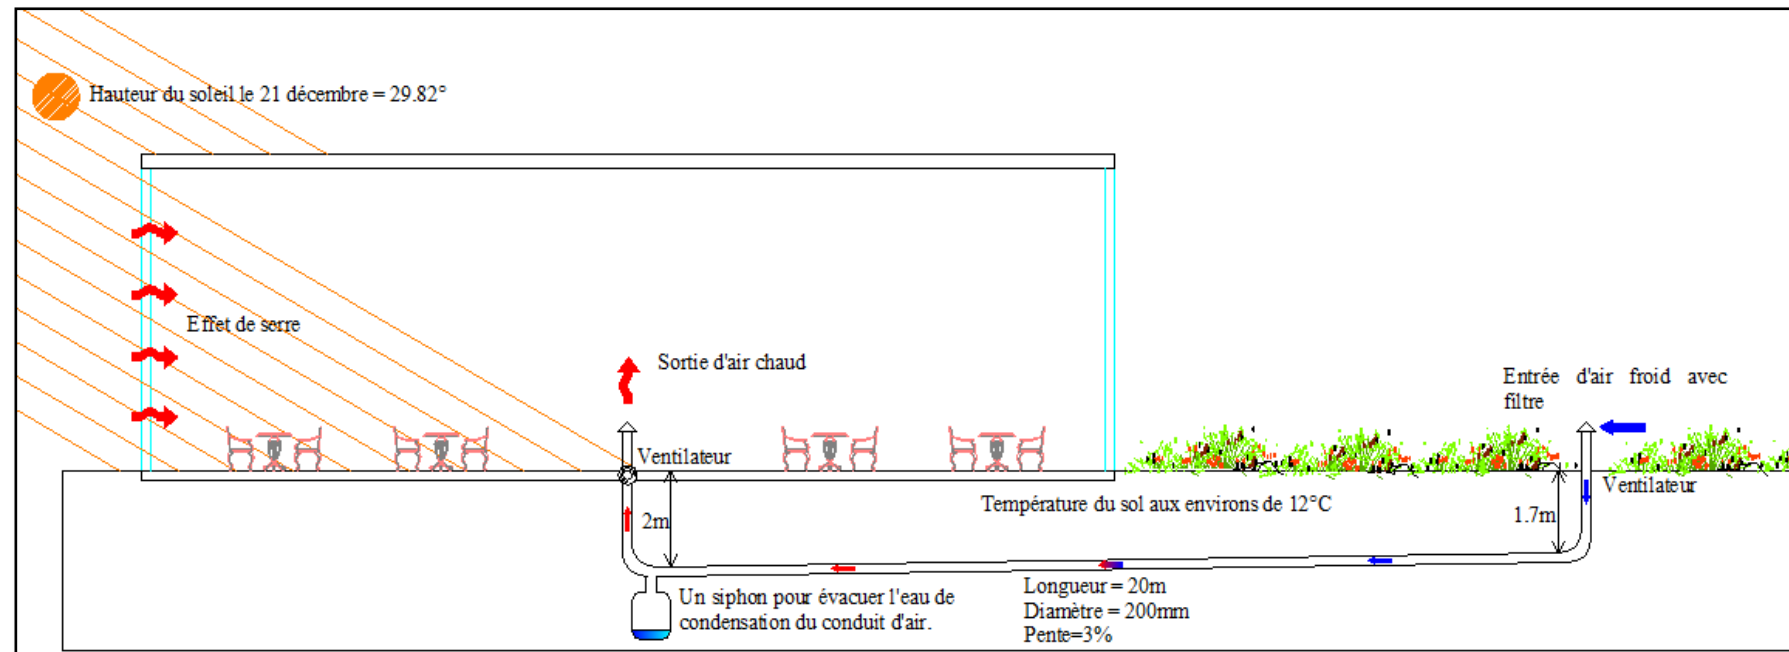 Hauteur du soleil le 21 décembre = 29.82°
Effet de serre
Sortie d'air chaud
Entrée d'air froid avec
filtre
Ventilateur
Ventilateur
Température du sol aux environs de 12°C
2m
1.7m
Un siphon pour évacuer l'eau de
condensation du conduit d'air.
Longueur = 20m
Diamètre = 200mm
Pente=3%